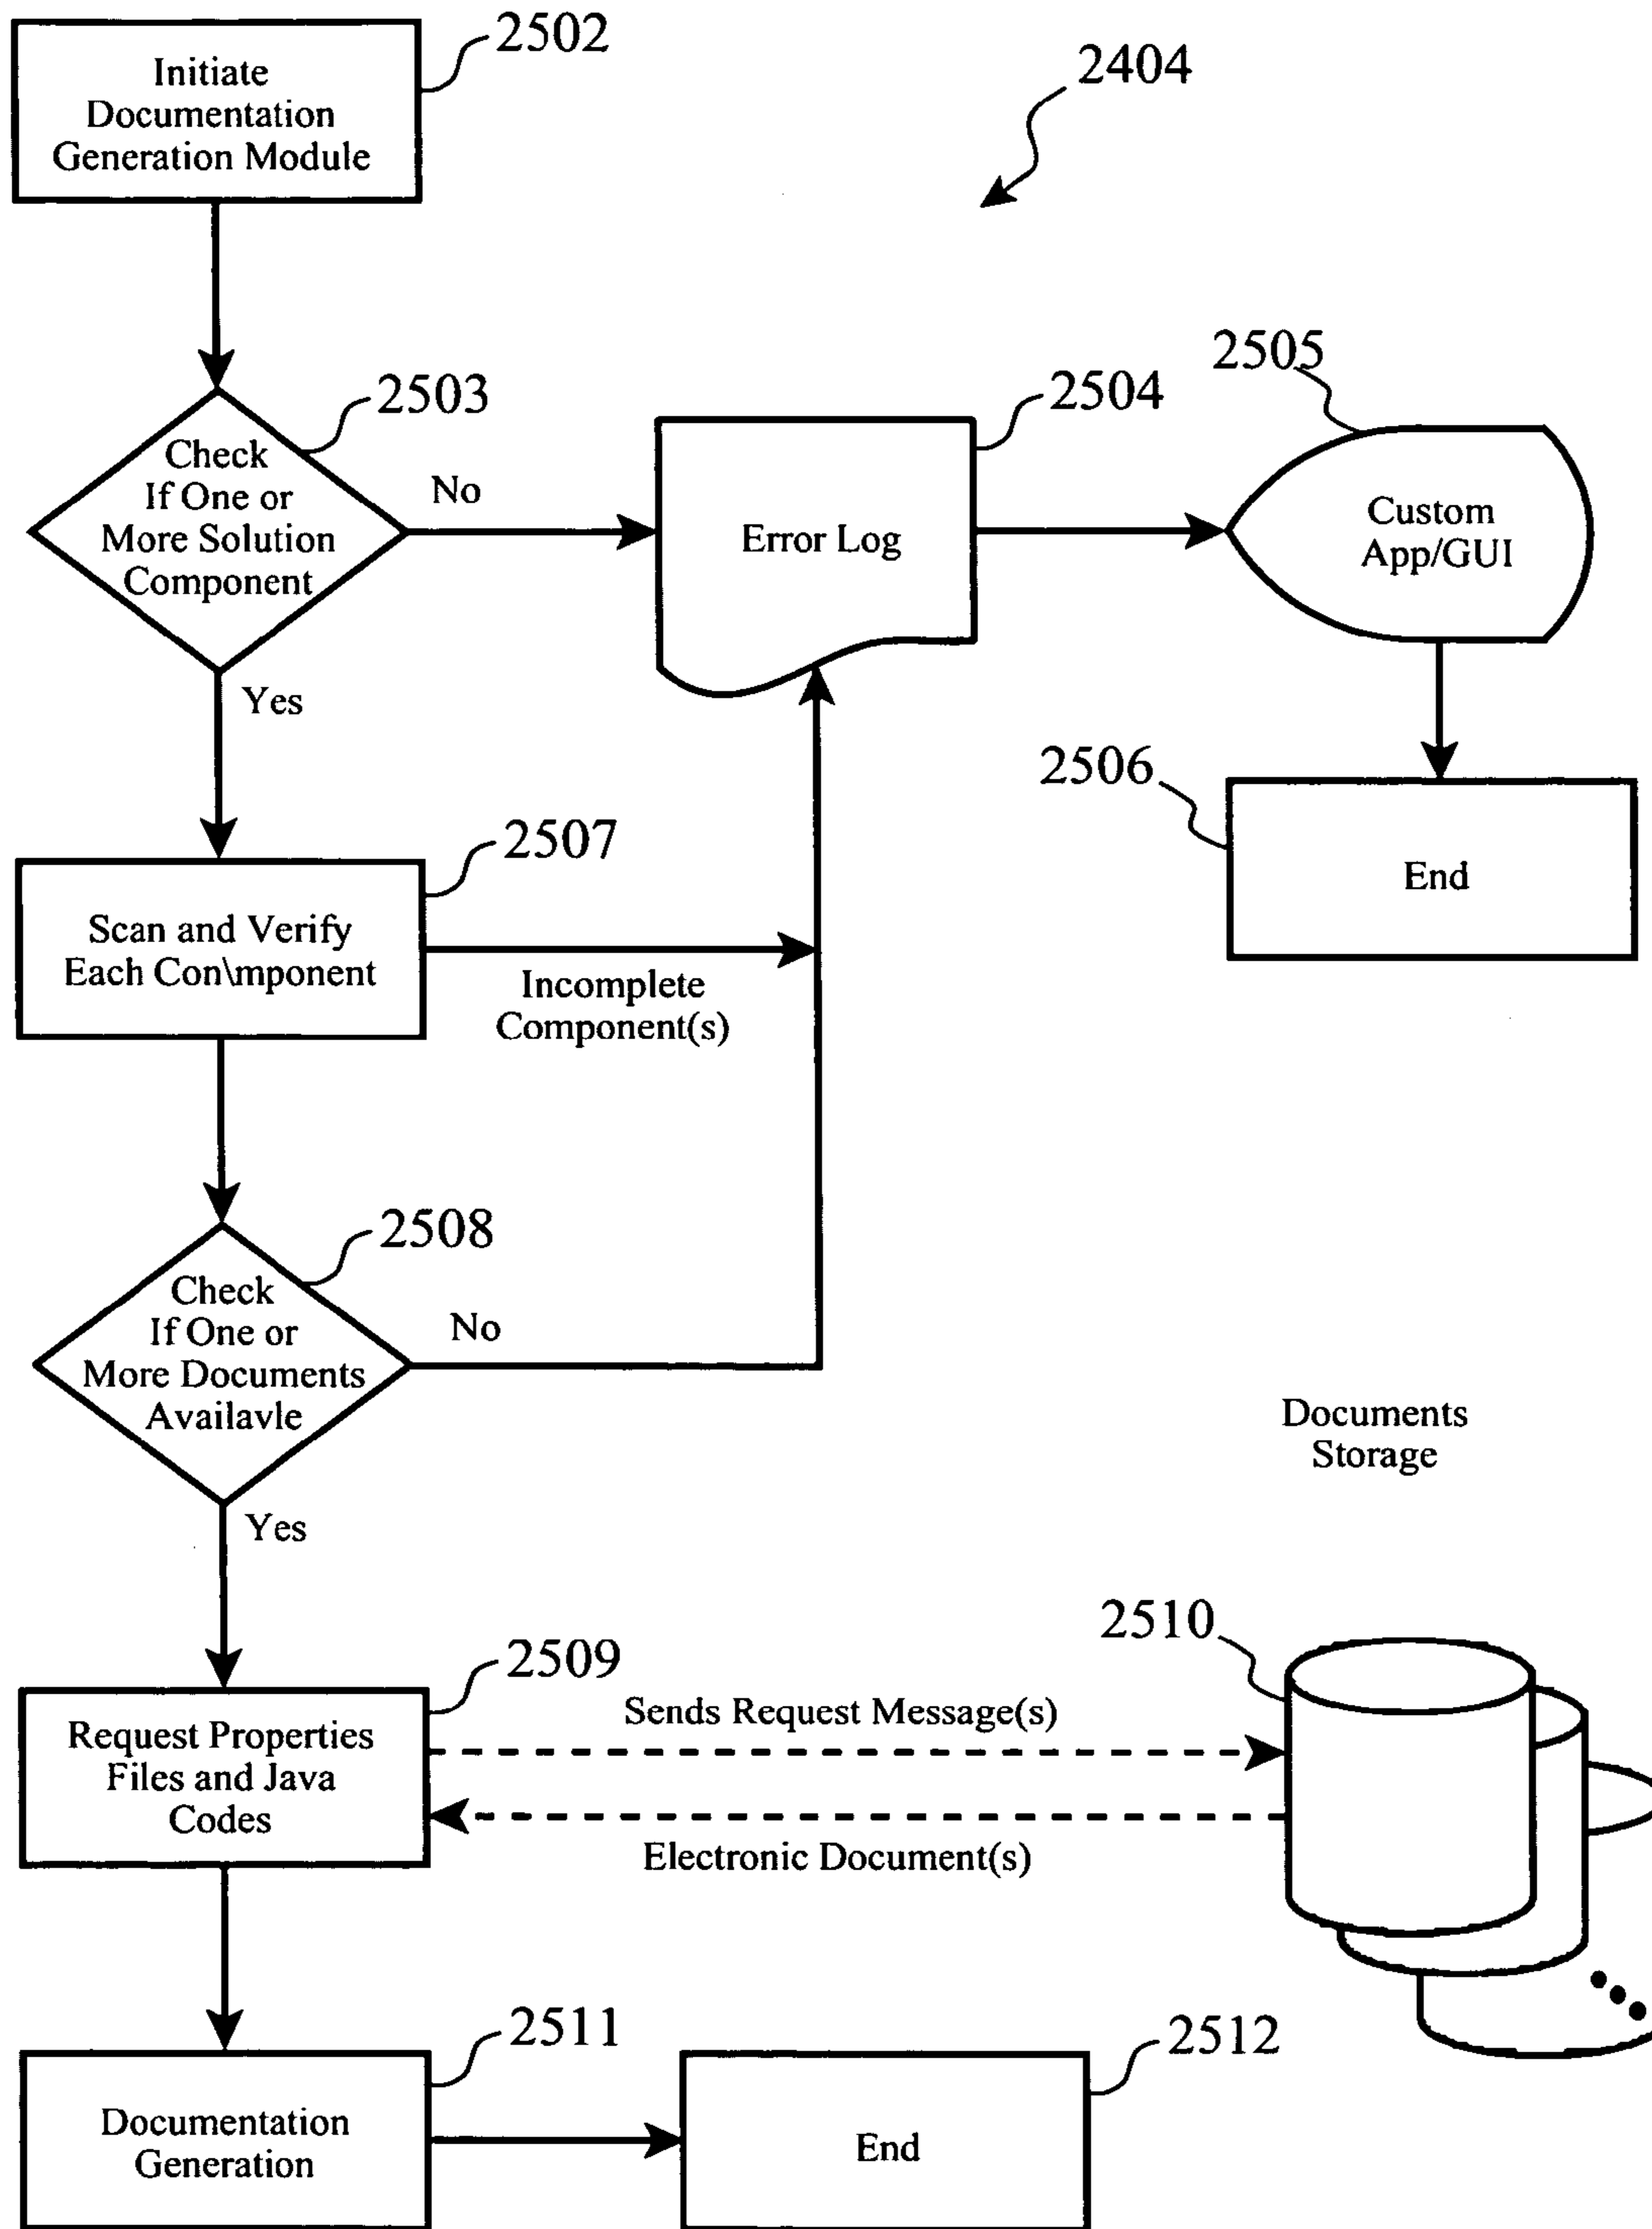 2502
Initiate
Documentation
Generation Module
2404
2503
Check
If One or
More Solution
Component
No
Yes
2504
Error Log
2505
Custom
App/GUI
2506
End
2507
Scan and Verify
Each Con\mponent
Incomplete
Component(s)
2508
Check
If One or
More Documents
Availavle
No
Yes
Documents
Storage
2509
Request Properties
Files and Java
Codes
Sends Request Message(s)
Electronic Document(s)
2510
2511
Documentation
Generation
2512
End